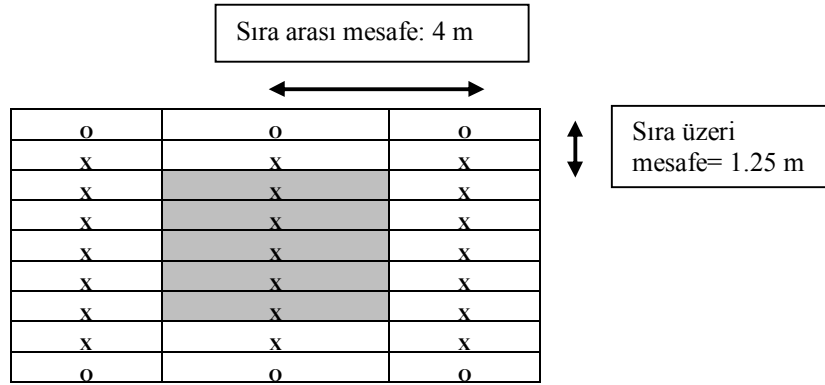 Sıra arası mesafe: 4 m
O O O
X X X
X X X
X X X
X X X
X X X
X X X
X X X
O O O
Sıra üzeri
mesafe= 1.25 m